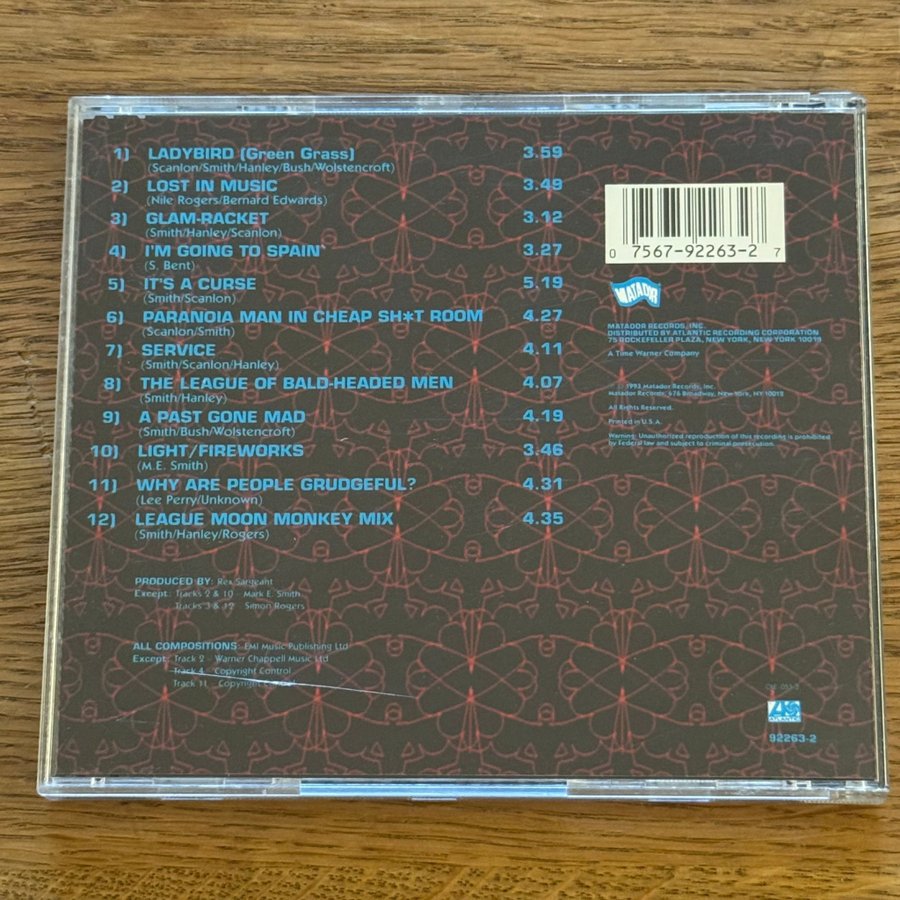 1) LADYBIRD (Green Grass) 3.59
(Scanlon/Smith/Hanley/Bush/Wolstencroft)
2) LOST IN MUSIC 3.49
(Nile Rogers/Bernard Edwards)
3) GLAM-RACKET 3.12
(Smith/Hanley/Scanlon)
4) I'M GOING TO SPAIN 3.27
(S. Bent)
5) IT'S A CURSE 5.19
(Smith/Scanlon)
6) PARANOIA MAN IN CHEAP SH*T ROOM 4.27
(Scanlon/Smith)
7) SERVICE 4.11
(Smith/Scanlon/Hanley)
8) THE LEAGUE OF BALD-HEADED MEN 4.07
(Smith/Hanley)
9) A PAST GONE MAD 4.19
(Smith/Bush/Wolstencroft)
10) LIGHT/FIREWORKS 3.46
(M.E. Smith)
11) WHY ARE PEOPLE GRUDGEFUL? 4.31
(Lee Perry/Unknown)
12) LEAGUE MOON MONKEY MIX 4.35
(Smith/Hanley/Rogers)
PRODUCED BY: Rex Sargeant
Except: Tracks 2 & 10 - Mark E. Smith
Tracks 3 & 12 - Simon Rogers
ALL COMPOSITIONS: EMI Music Publishing Ltd
Except: Track 2 - Warner Chappell Music Ltd
Track 4 - Copyright Control
Track 11 - Copyright Control
0 7567-92263-2 7
MATADOR
MATADOR RECORDS, INC.
DISTRIBUTED BY ATLANTIC RECORDING CORPORATION
75 ROCKEFELLER PLAZA, NEW YORK, NEW YORK 10019
A Time Warner Company
© 1993 Matador Records, Inc.
Matador Records, 676 Broadway, New York, NY 10012
All Rights Reserved.
Printed in U.S.A.
Warning: Unauthorized reproduction of this recording is prohibited
by Federal law and subject to criminal prosecution.
ATLANTIC
92263-2